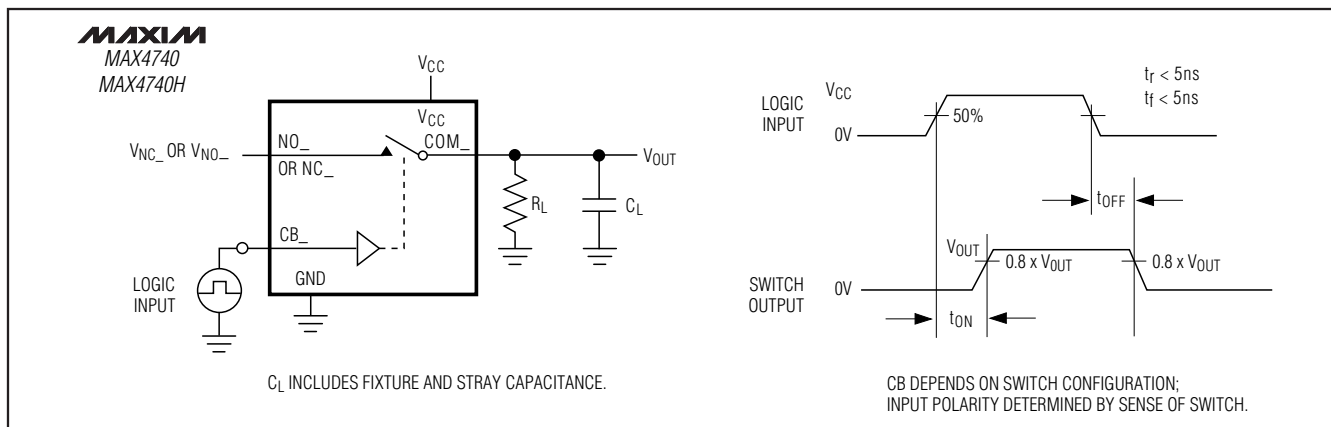 MAXIM
MAX4740
MAX4740H
VCC
VCC
NO_
COM_
VNC_ OR VNO_
OR NC_
VOUT
RL
CL
CB_
GND
LOGIC
INPUT
CL INCLUDES FIXTURE AND STRAY CAPACITANCE.
tr < 5ns
tf < 5ns
LOGIC
INPUT
VCC
50%
0V
tOFF
VOUT
0.8 x VOUT
0.8 x VOUT
SWITCH
OUTPUT
0V
tON
CB DEPENDS ON SWITCH CONFIGURATION;
INPUT POLARITY DETERMINED BY SENSE OF SWITCH.